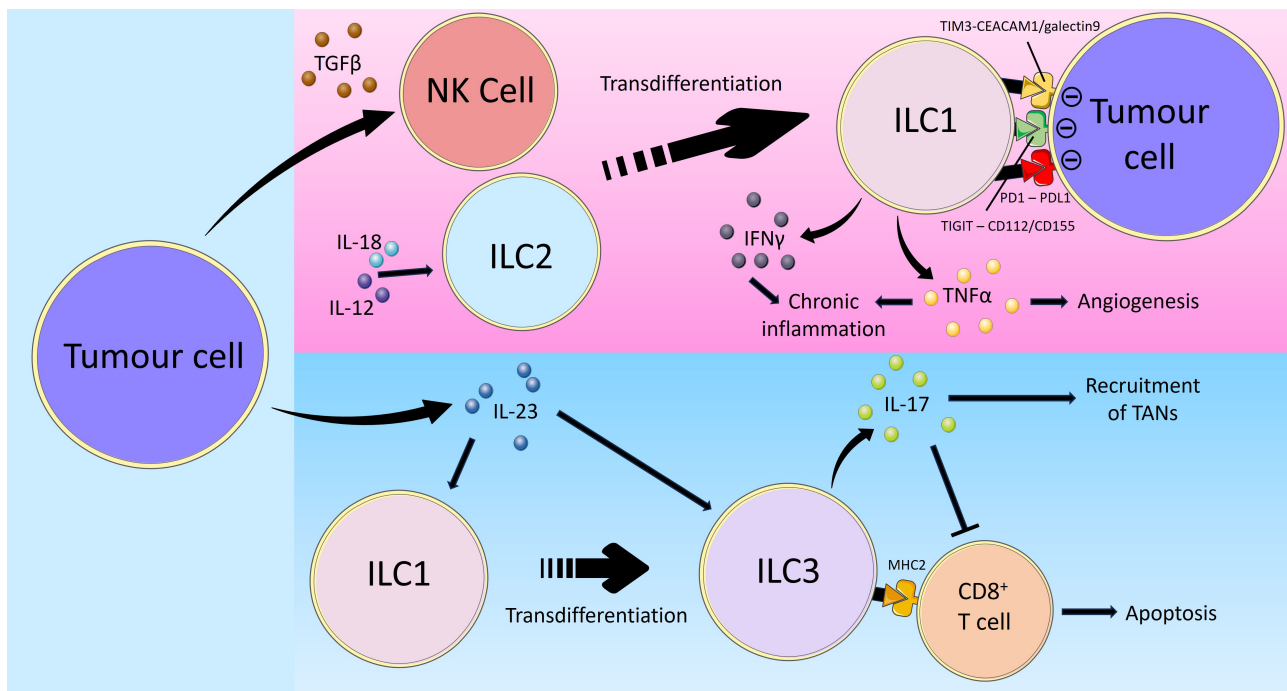 TGFβ
NK Cell
Transdifferentiation
TIM3-CEACAM1/galectin9
ILC1
Tumour
cell
PD1 – PDL1
TIGIT – CD112/CD155
IL-18
IL-12
ILC2
IFNγ
TNFα
Chronic
inflammation
Angiogenesis
Tumour cell
IL-23
IL-17
Recruitment
of TANs
ILC1
Transdifferentiation
ILC3
MHC2
CD8⁺
T cell
Apoptosis